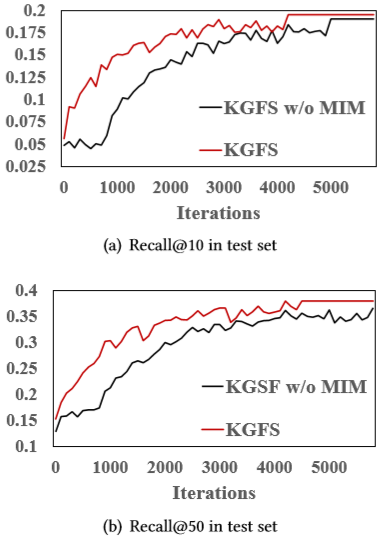 0.2
0.175
0.15
0.125
0.1
0.075
0.05
0.025
KGFS w/o MIM
KGFS
0 1000 2000 3000 4000 5000
Iterations
(a) Recall@10 in test set
0.4
0.35
0.3
0.25
0.2
0.15
0.1
KGSF w/o MIM
KGFS
0 1000 2000 3000 4000 5000
Iterations
(b) Recall@50 in test set